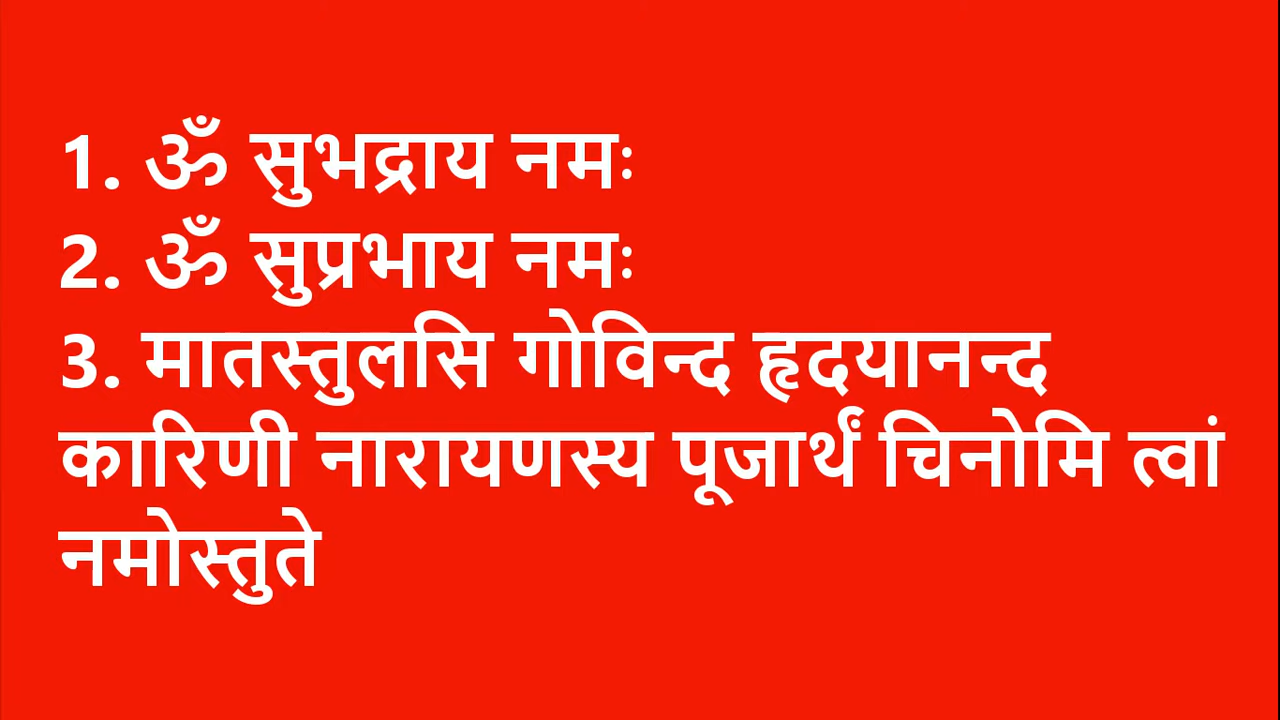 1. ॐ सुभद्राय नमः
2. ॐ सुप्रभाय नमः
3. मातस्तुलसि गोविन्द हृदयानन्द
कारिणी नारायणस्य पूजार्थं चिनोमि त्वां
नमोस्तुते